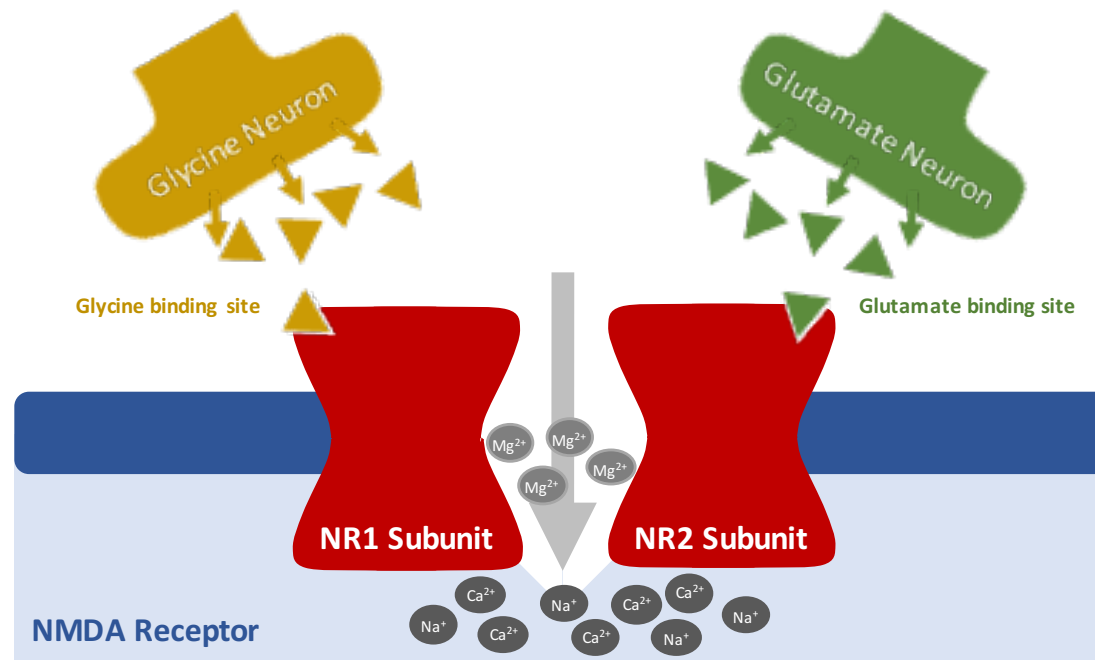 Glycine Neuron
Glutamate Neuron
Glycine binding site
Glutamate binding site
Mg²⁺
Mg²⁺
Mg²⁺
Mg²⁺
NR1 Subunit
NR2 Subunit
Ca²⁺
Ca²⁺
Na⁺
Ca²⁺
Na⁺
Na⁺
Ca²⁺
Ca²⁺
Na⁺
NMDA Receptor